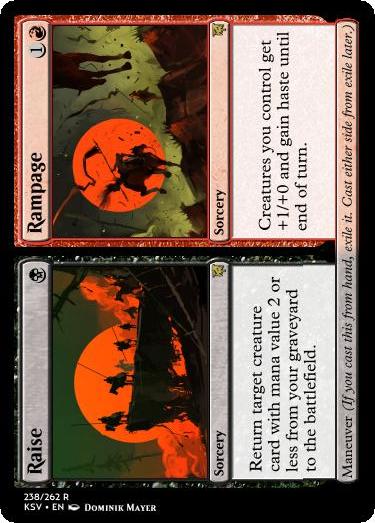 Raise
Sorcery
Return target creature
card with mana value 2 or
less from your graveyard
to the battlefield.
Rampage
1
Sorcery
Creatures you control get
+1/+0 and gain haste until
end of turn.
Maneuver (If you cast this from hand, exile it. Cast either side from exile later.)
238/262 R
KSV • EN Dominik Mayer